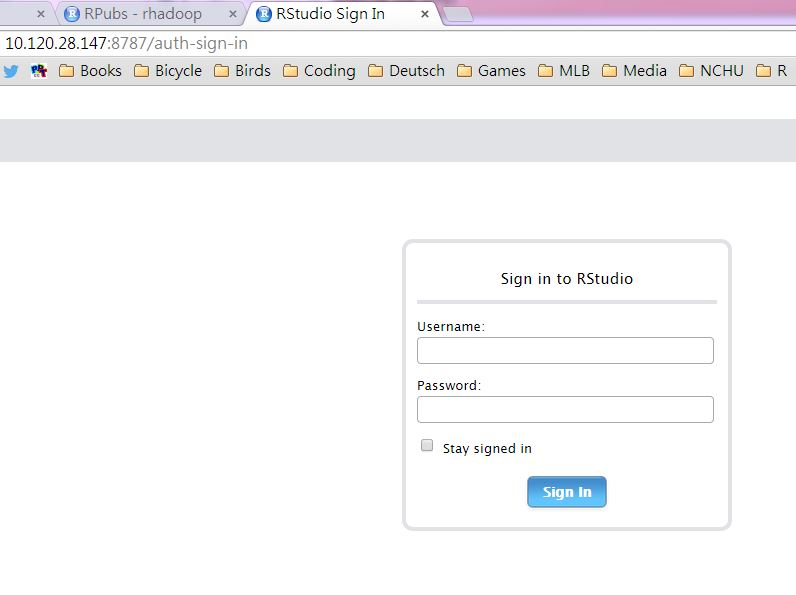 RPubs - rhadoop RStudio Sign In
10.120.28.147:8787/auth-sign-in
Books Bicycle Birds Coding Deutsch Games MLB Media NCHU R
Sign in to RStudio
Username:
Password:
Stay signed in
Sign In